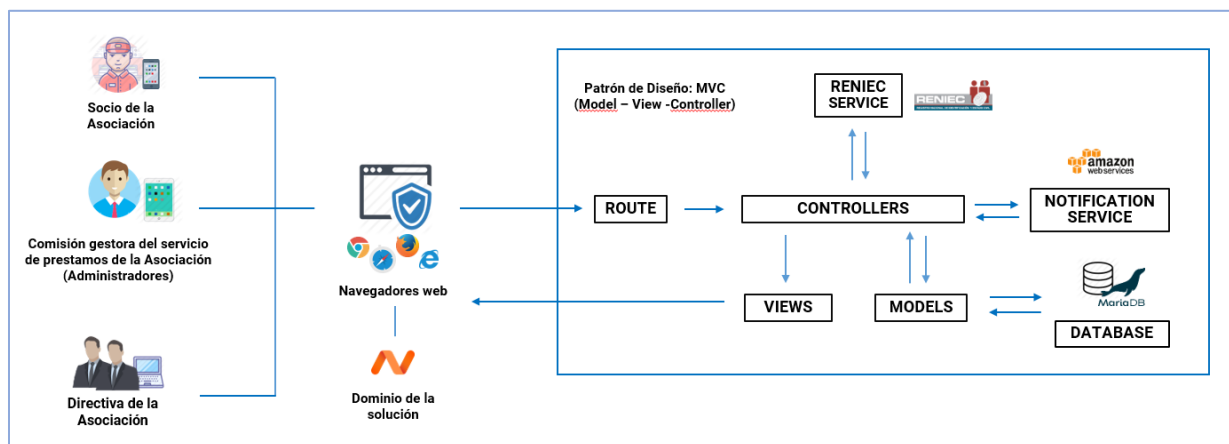 Socio de la
Asociación
Comisión gestora del servicio
de prestamos de la Asociación
(Administradores)
Directiva de la
Asociación
Navegadores web
Dominio de la
solución
Patrón de Diseño: MVC
(Model – View -Controller)
RENIEC
SERVICE
RENIEC
ROUTE
CONTROLLERS
amazon
webservices
NOTIFICATION
SERVICE
VIEWS
MODELS
MariaDB
DATABASE